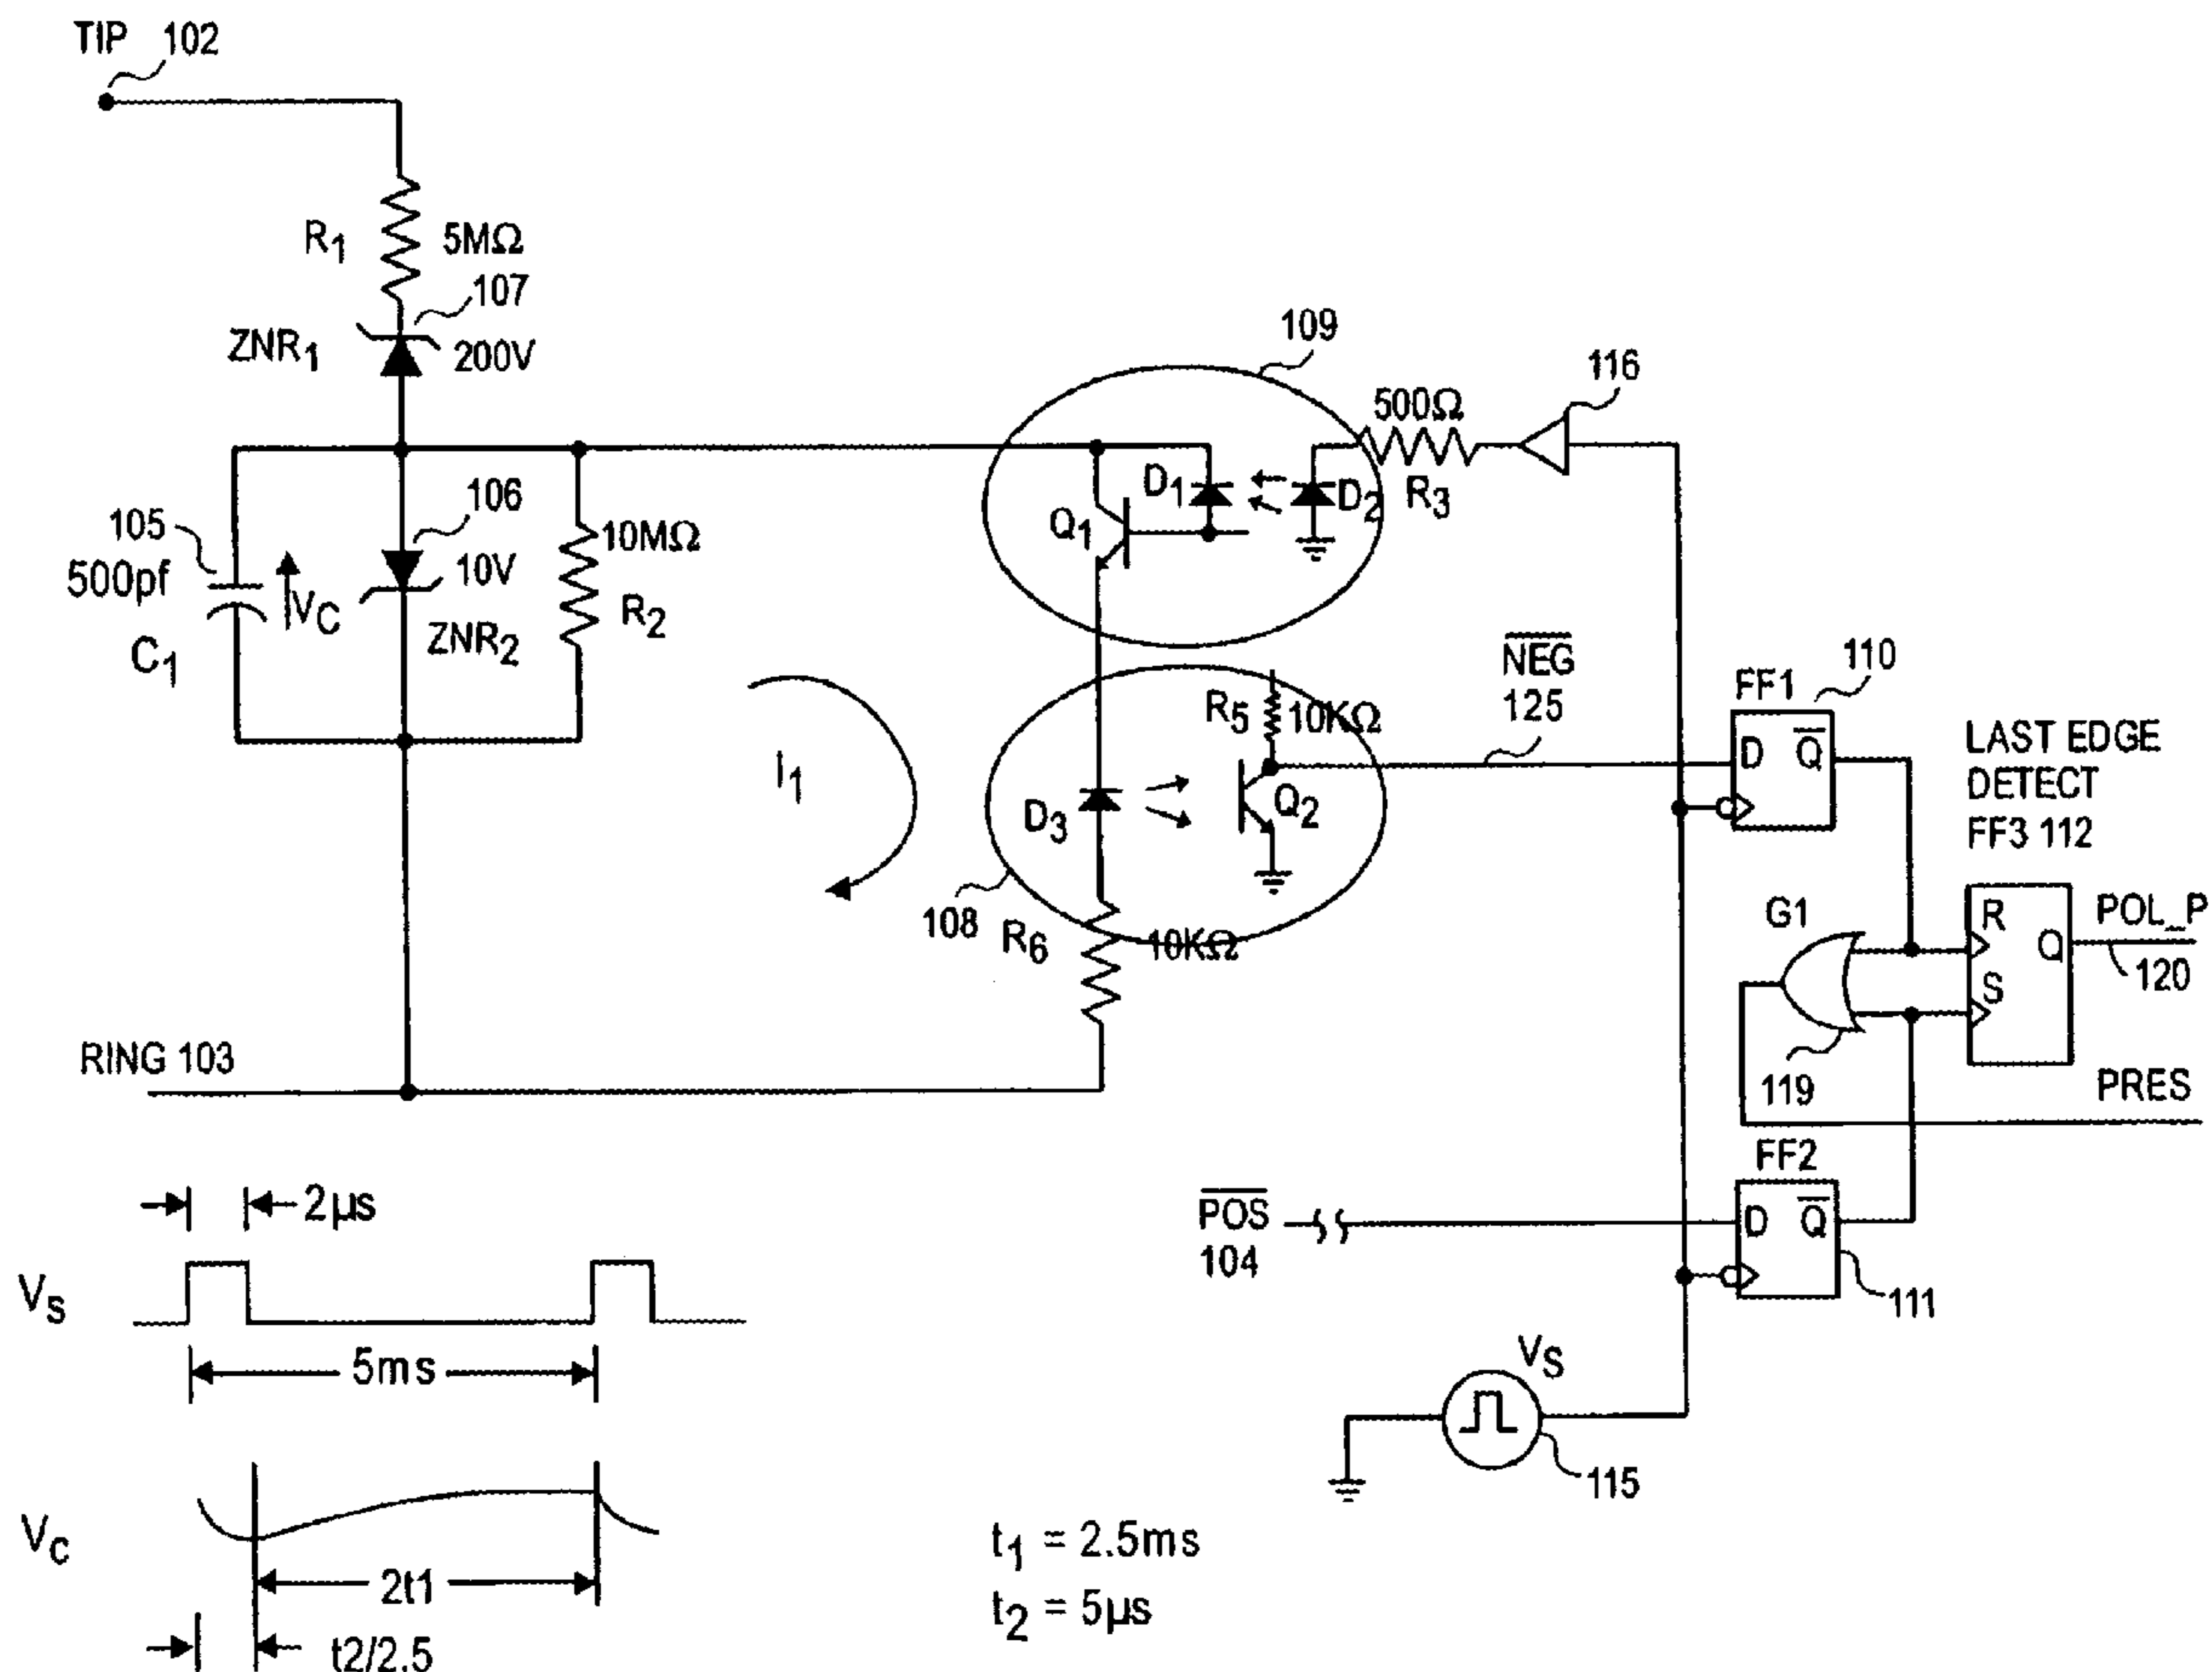 TIP 102
R1 5MΩ
107
ZNR1 200V
109
116
500Ω
R3
D1
D2
Q1
106
105
10MΩ
500pf
VC
10V
R2
C1
ZNR2
NEG
125
FF1
110
R5 10KΩ
D Q
LAST EDGE
DETECT
FF3 112
I1
D3
Q2
108
R6
10KΩ
G1
R
Q
S
POL_P
120
RING 103
119
PRES
FF2
2µs
POS
104
D Q
111
VS
5ms
VS
115
VC
2t1
t1 = 2.5ms
t2 = 5µs
t2/2.5